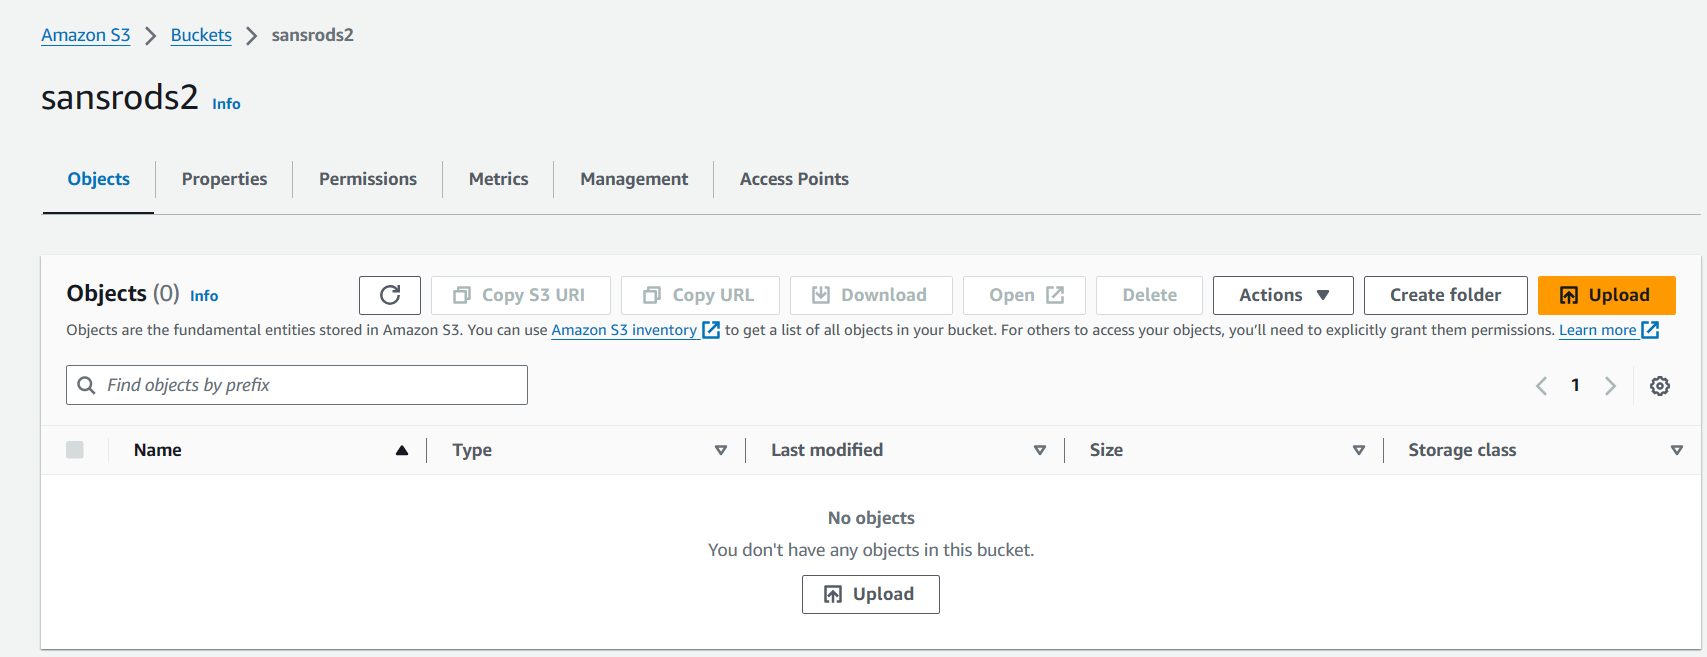 Amazon S3 Buckets sansrods2
sansrods2 Info
Objects Properties Permissions Metrics Management Access Points
Objects (0) Info Copy S3 URI Copy URL Download Open Delete Actions Create folder Upload
Objects are the fundamental entities stored in Amazon S3. You can use Amazon S3 inventory to get a list of all objects in your bucket. For others to access your objects, you’ll need to explicitly grant them permissions. Learn more
Find objects by prefix 1
Name Type Last modified Size Storage class
No objects
You don't have any objects in this bucket.
Upload